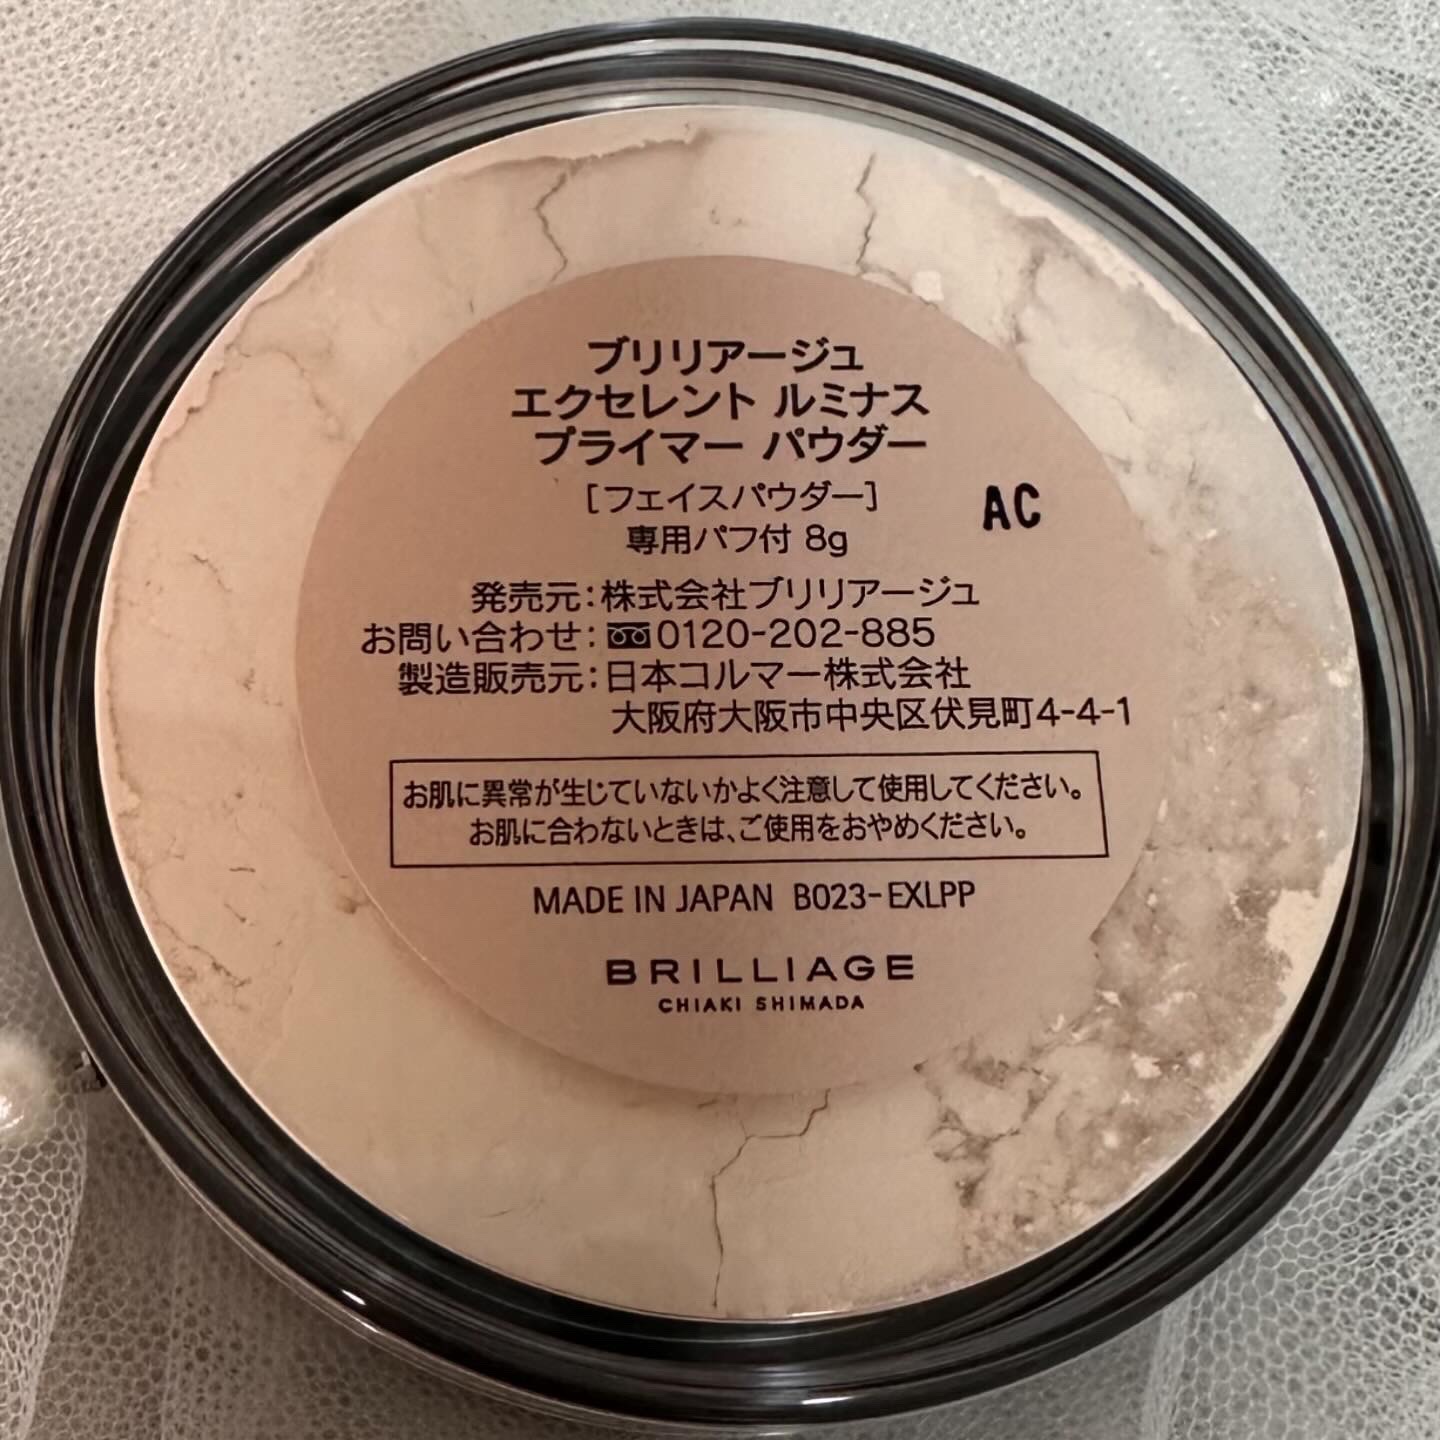 ブリリアージュ
エクセレント ルミナス
プライマー パウダー
[フェイスパウダー]
AC
専用パフ付 8g
発売元:株式会社ブリリアージュ
お問い合わせ:0120-202-885
製造販売元:日本コルマー株式会社
大阪府大阪市中央区伏見町4-4-1
お肌に異常が生じていないかよく注意して使用してください。
お肌に合わないときは、ご使用をおやめください。
MADE IN JAPAN B023-EXLPP
BRILLIAGE
CHIAKI SHIMADA